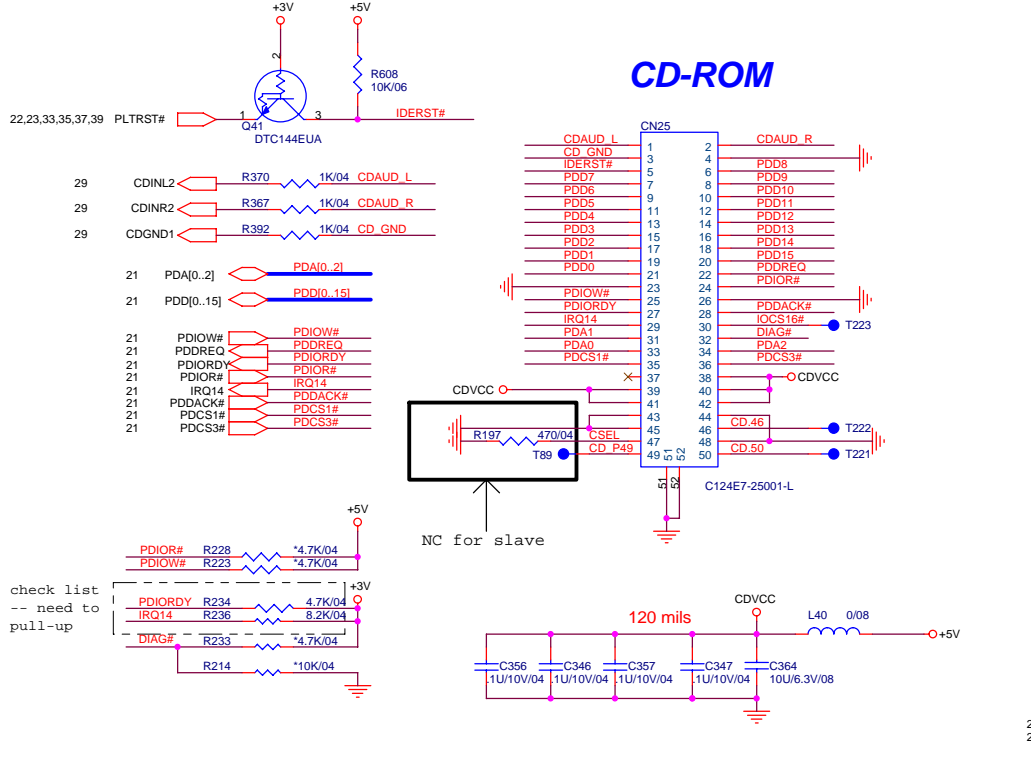 +3V
+5V
2
R608
10K/06
22,23,33,35,37,39 PLTRST#
1
Q41
3
IDERST#
DTC144EUA
CD-ROM
29 CDINL2 R370 1K/04 CDAUD_L
29 CDINR2 R367 1K/04 CDAUD_R
29 CDGND1 R392 1K/04 CD_GND
21 PDA[0..2] PDA[0..2]
21 PDD[0..15] PDD[0..15]
21 PDIOW# PDIOW#
21 PDDREQ PDDREQ
21 PDIORDY PDIORDY
21 PDIOR# PDIOR#
21 IRQ14 IRQ14
21 PDDACK# PDDACK#
21 PDCS1# PDCS1#
21 PDCS3# PDCS3#
CN25
CDAUD_L 1 2 CDAUD_R
CD_GND 3 4
IDERST# 5 6 PDD8
PDD7 7 8 PDD9
PDD6 9 10 PDD10
PDD5 11 12 PDD11
PDD4 13 14 PDD12
PDD3 15 16 PDD13
PDD2 17 18 PDD14
PDD1 19 20 PDD15
PDD0 21 22 PDDREQ
23 24 PDIOR#
PDIOW# 25 26
PDIORDY 27 28 PDDACK#
IRQ14 29 30 IOCS16# T223
PDA1 31 32 DIAG#
PDA0 33 34 PDA2
PDCS1# 35 36 PDCS3#
37 38 CDVCC
CDVCC 39 40
41 42
43 44
45 46 CD.46 T222
R197 470/04 CSEL 47 48
T89 CD_P49 49 50 CD.50 T221
51 52
51 52
C124E7-25001-L
NC for slave
+5V
PDIOR# R228 *4.7K/04
PDIOW# R223 *4.7K/04
check list
-- need to
pull-up
+3V
PDIORDY R234 4.7K/04
IRQ14 R236 8.2K/04
DIAG# R233 *4.7K/04
R214 *10K/04
120 mils
CDVCC
L40 0/08
+5V
C356
.1U/10V/04
C346
.1U/10V/04
C357
.1U/10V/04
C347
.1U/10V/04
C364
10U/6.3V/08
2
2